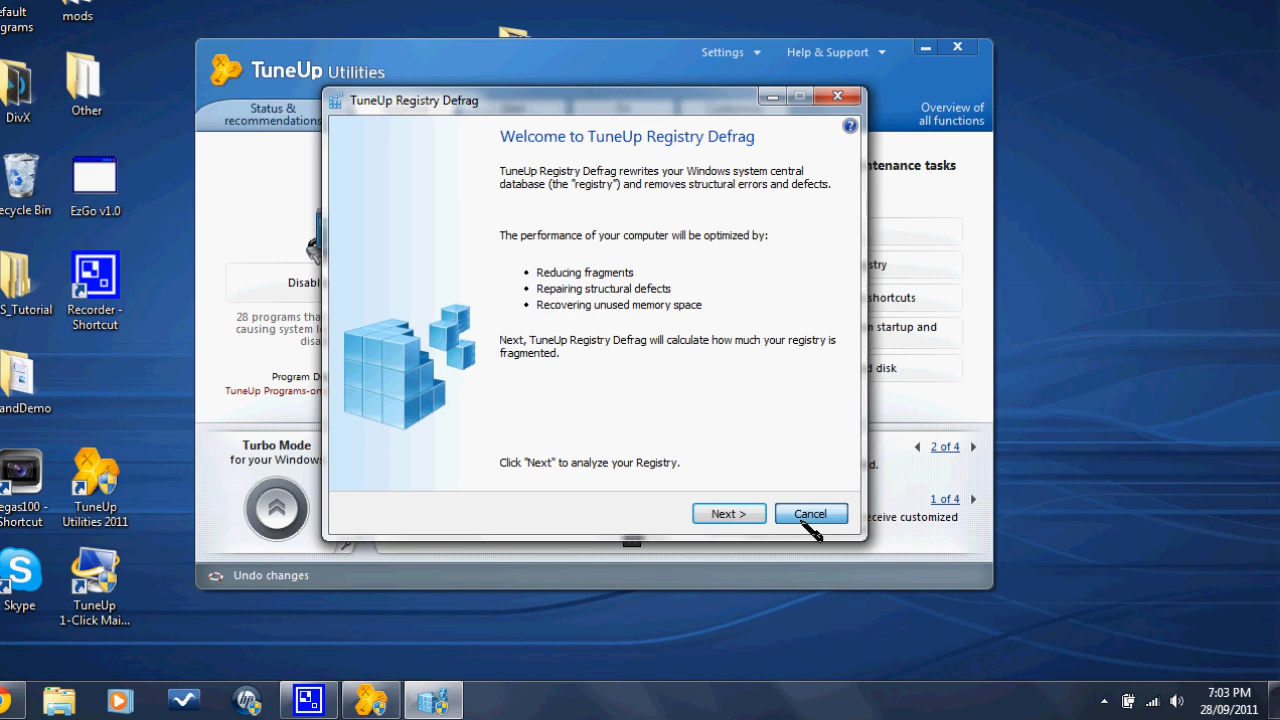 efault
grams
mods
DivX
Other
ecycle Bin
EzGo v1.0
S_Tutorial
Recorder -
Shortcut
andDemo
egas100 -
Shortcut
TuneUp
Utilities 2011
Skype
TuneUp
1-Click Mai...
TuneUp Utilities
Settings
Help & Support
Status &
recommendations
Overview of
all functions
TuneUp Registry Defrag
Welcome to TuneUp Registry Defrag
TuneUp Registry Defrag rewrites your Windows system central
database (the "registry") and removes structural errors and defects.
The performance of your computer will be optimized by:
• Reducing fragments
• Repairing structural defects
• Recovering unused memory space
Next, TuneUp Registry Defrag will calculate how much your registry is
fragmented.
Click "Next" to analyze your Registry.
Next >
Cancel
ntenance tasks
stry
shortcuts
n startup and
d disk
Disabl
28 programs tha
causing system l
disa
Program D
TuneUp Programs-on
Turbo Mode
for your Window
2 of 4
d.
1 of 4
eceive customized
Undo changes
7:03 PM
28/09/2011